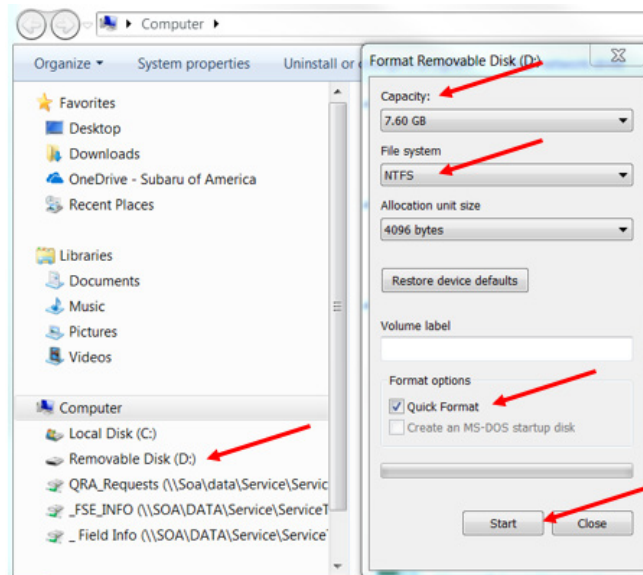 Computer
Organize
System properties
Uninstall or
Favorites
Desktop
Downloads
OneDrive - Subaru of America
Recent Places
Libraries
Documents
Music
Pictures
Videos
Computer
Local Disk (C:)
Removable Disk (D:)
QRA_Requests (\\Soa\data\Service\Servic
_FSE_INFO (\\SOA\DATA\Service\ServiceT
_ Field Info (\\SOA\DATA\Service\Service
Format Removable Disk (D:)
Capacity:
7.60 GB
File system
NTFS
Allocation unit size
4096 bytes
Restore device defaults
Volume label
Format options
Quick Format
Create an MS-DOS startup disk
Start
Close